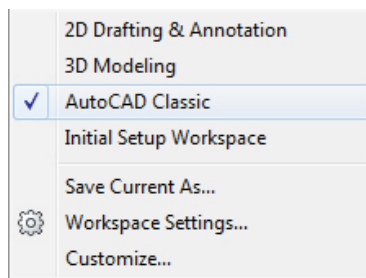 2D Drafting & Annotation
3D Modeling
AutoCAD Classic
Initial Setup Workspace
Save Current As...
Workspace Settings...
Customize...